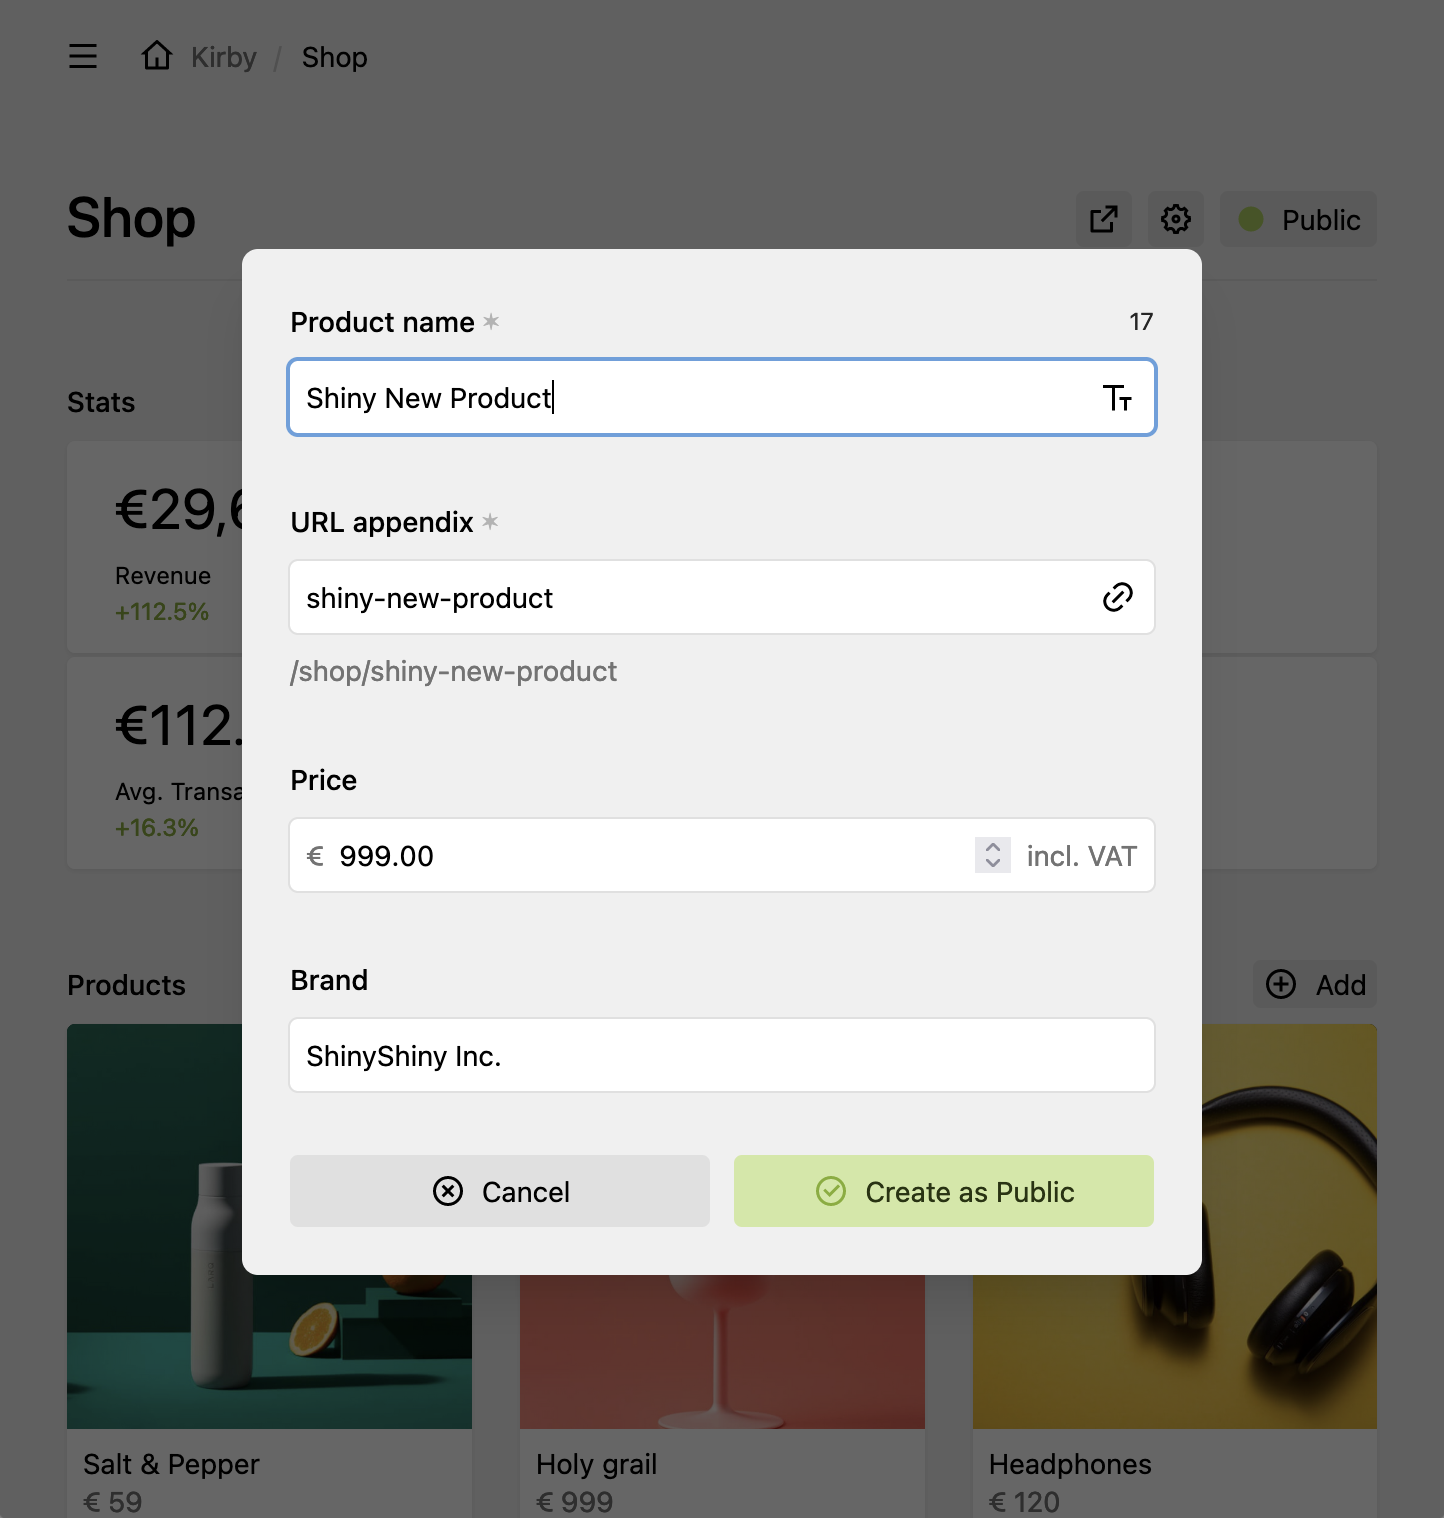 Kirby / Shop
Shop
Public
Product name *
17
Shiny New Product
Stats
URL appendix *
€29,6
Revenue
+112.5%
shiny-new-product
/shop/shiny-new-product
€112.
Avg. Transa
+16.3%
Price
€ 999.00
incl. VAT
Products
Brand
Add
ShinyShiny Inc.
Cancel
Create as Public
Salt & Pepper
€ 59
Holy grail
€ 999
Headphones
€ 120